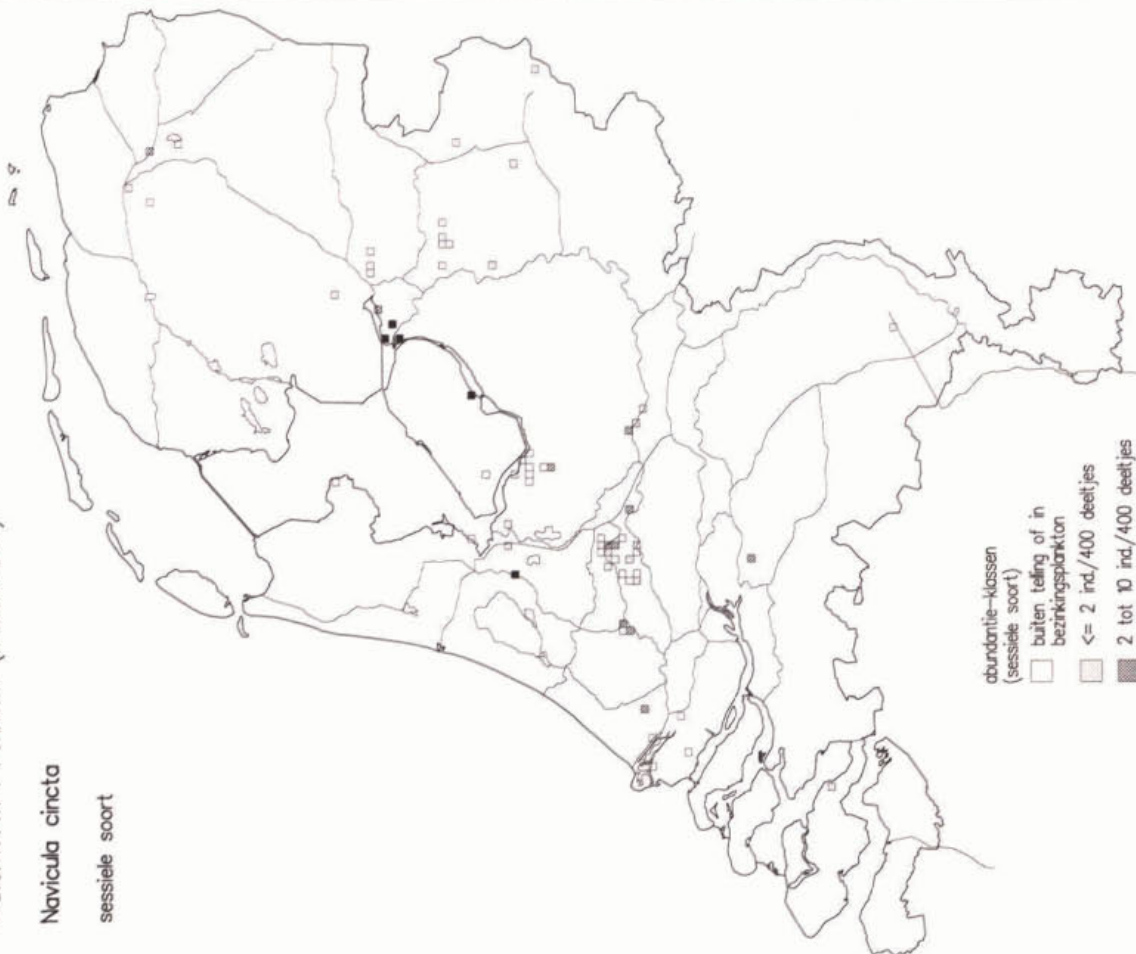 Navicula cincta
sessiele soort
abundantie-klassen
(sessiele soort)
buiten telling of in
bezinkingsplankton
<= 2 ind./400 deeltjes
2 tot 10 ind./400 deeltjes